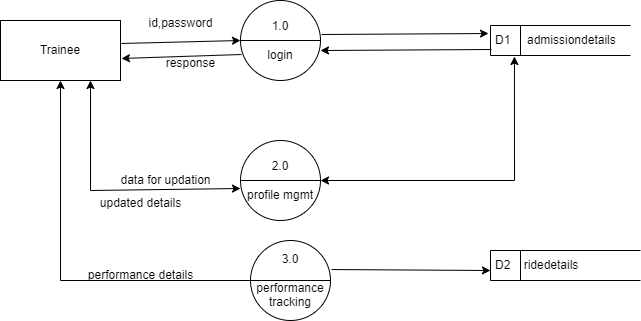 id,password
1.0
Trainee
D1 admissiondetails
login
response
2.0
data for updation
profile mgmt
updated details
3.0
D2 ridedetails
performance details
performance
tracking